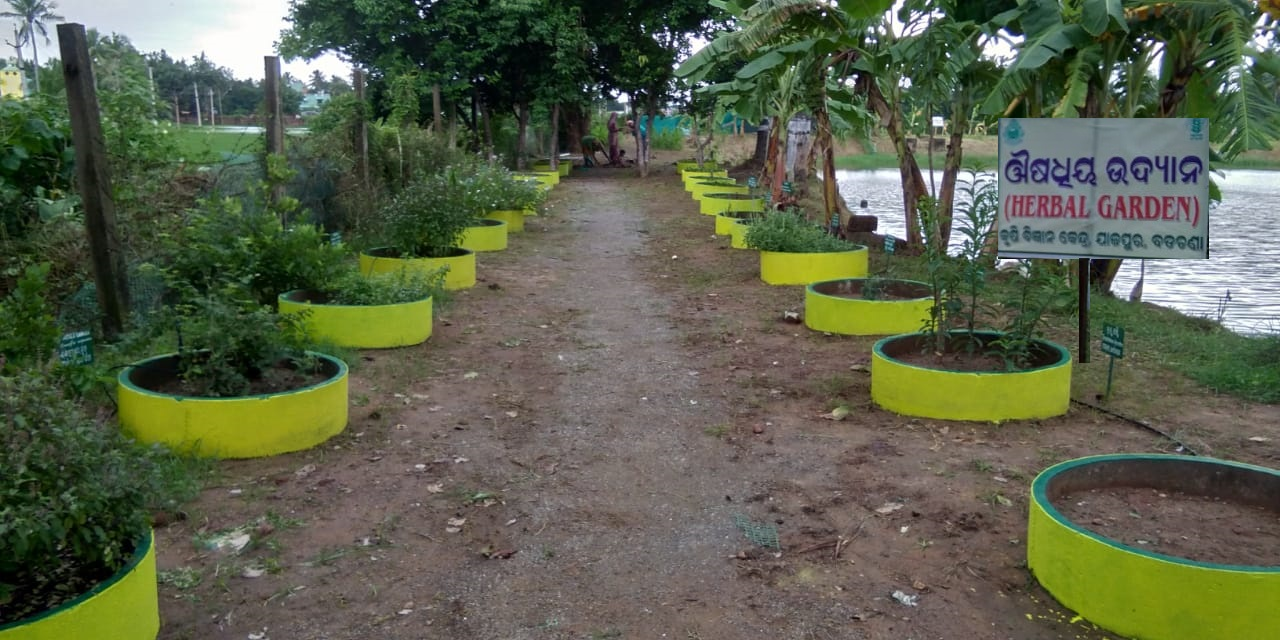 ଔଷଧିୟ ଉଦ୍ୟାନ
(HERBAL GARDEN)
କୃଷି ବିଜ୍ଞାନ କେନ୍ଦ୍ର, ଯାଜପୁର, ବଡଚଣା